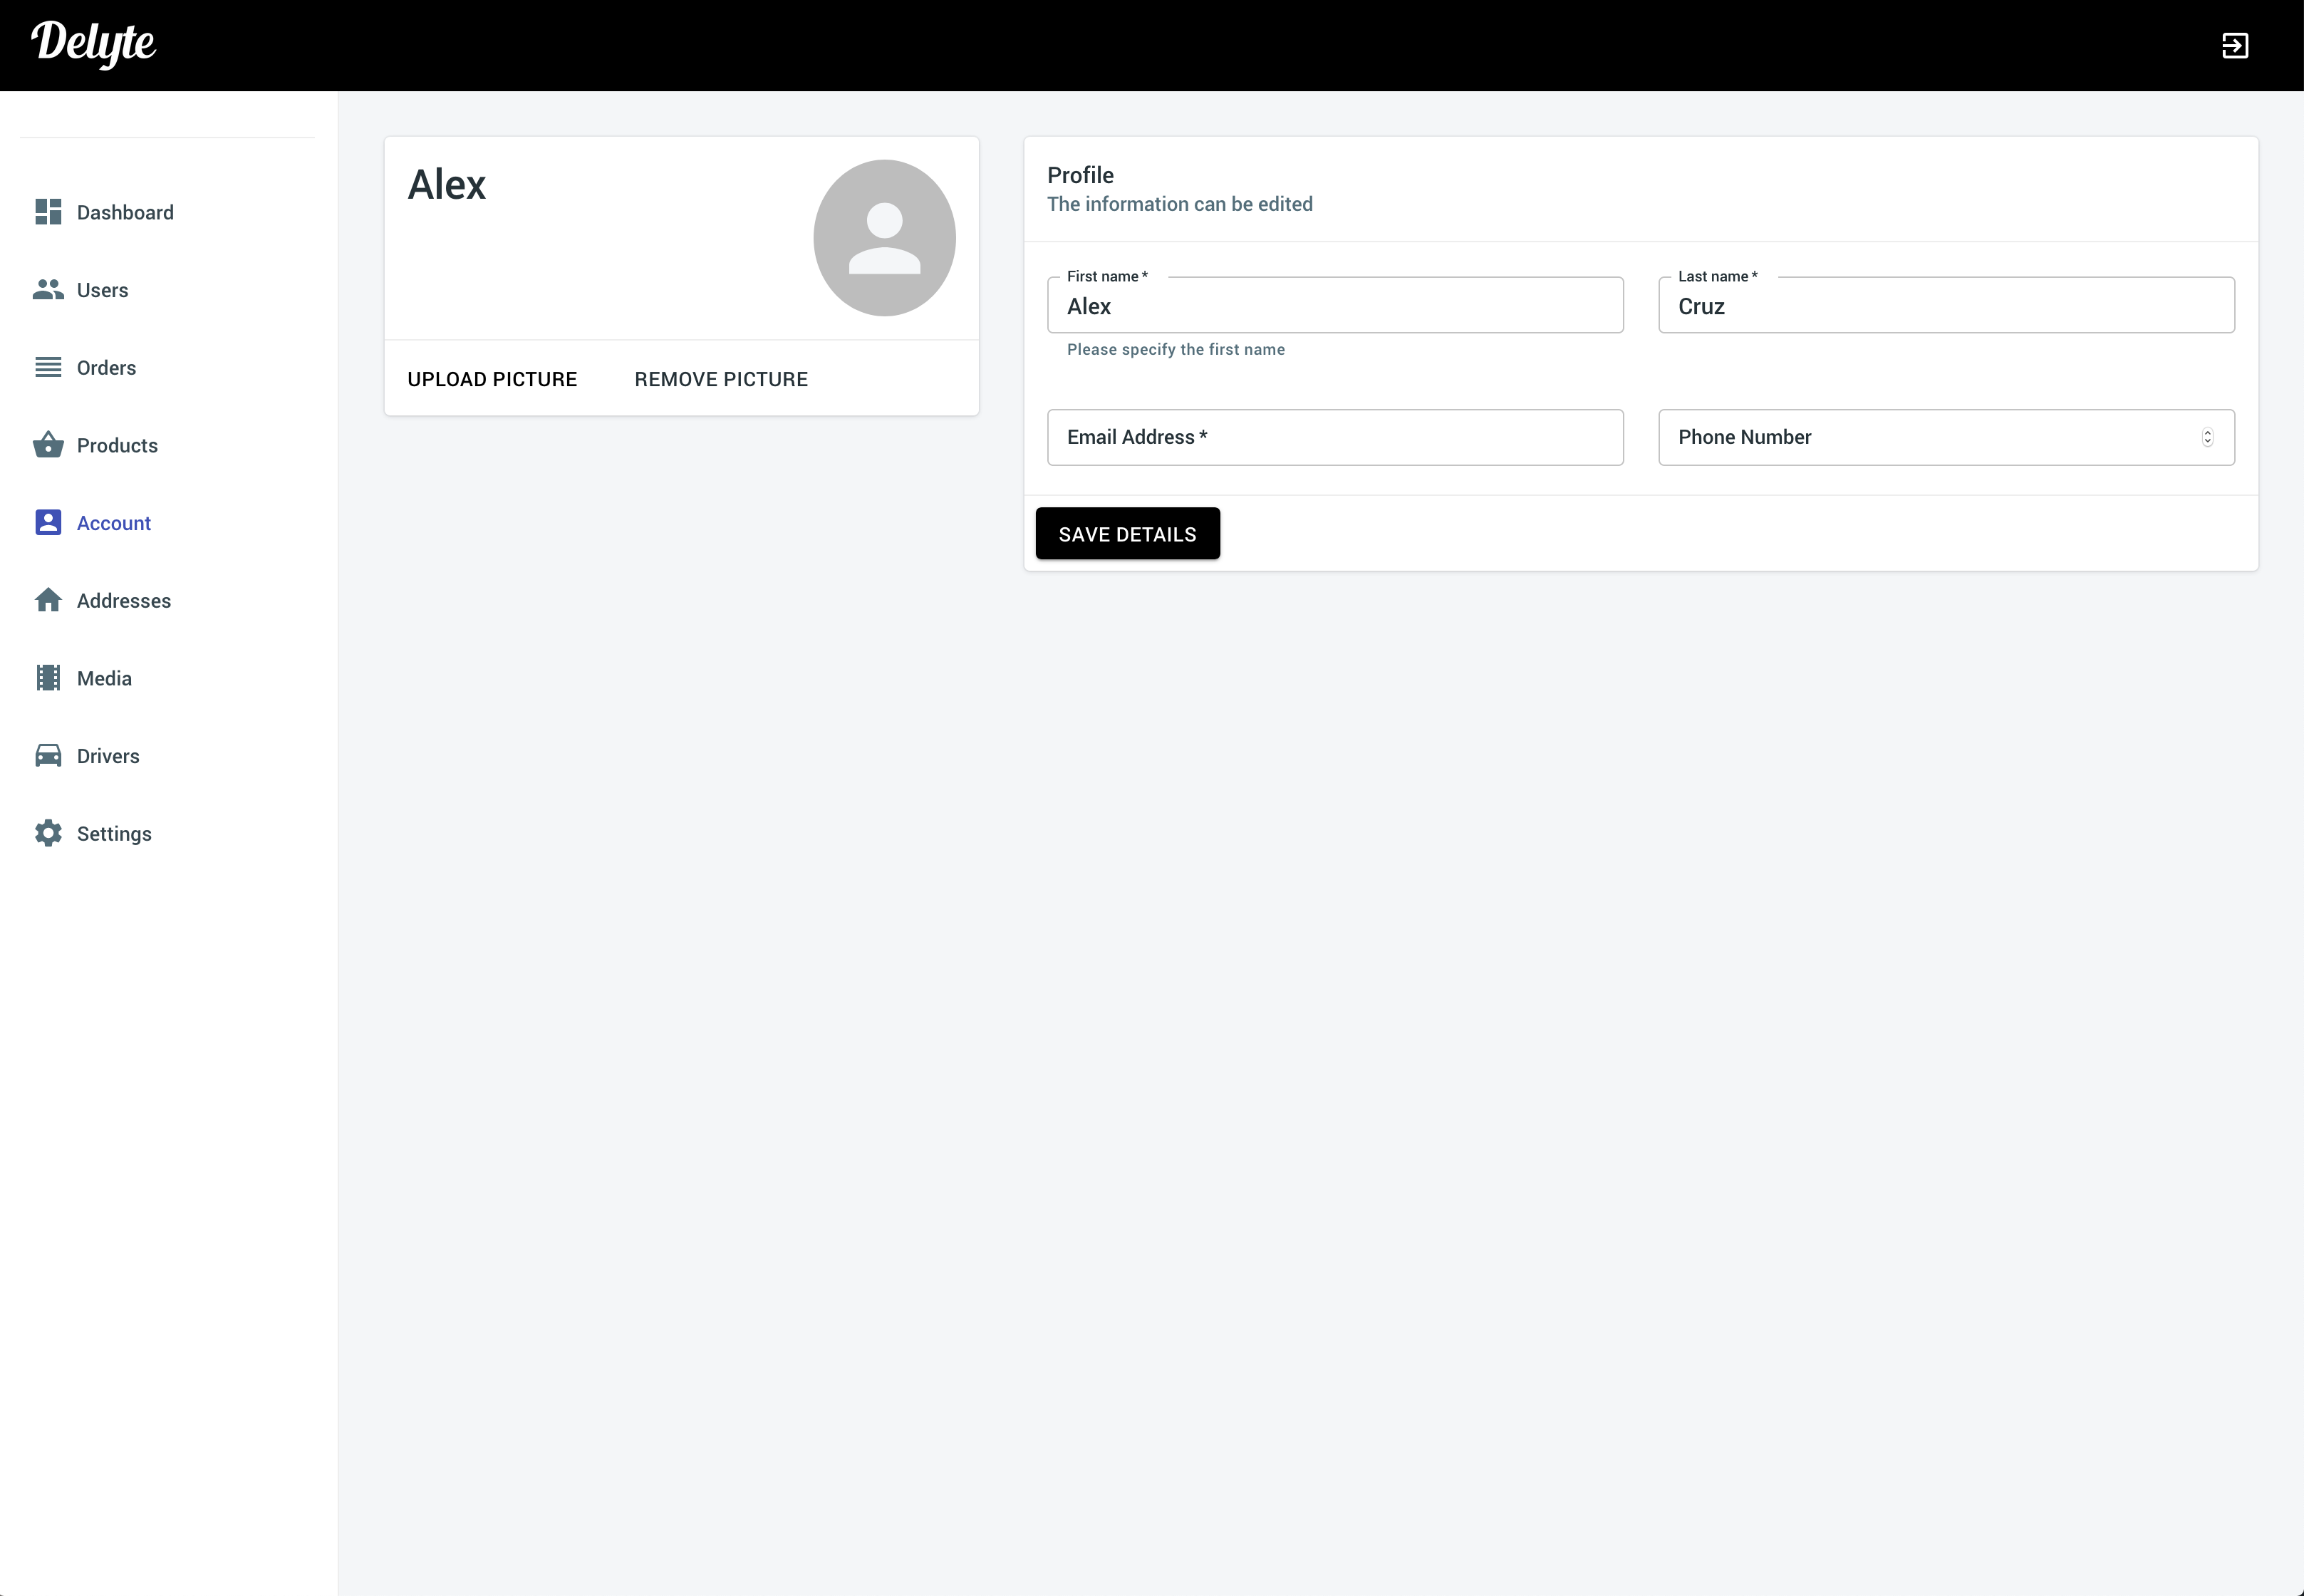 Delyte
Dashboard
Users
Orders
Products
Account
Addresses
Media
Drivers
Settings
Alex
UPLOAD PICTURE REMOVE PICTURE
Profile
The information can be edited
First name * Last name *
Alex Cruz
Please specify the first name
Email Address * Phone Number
SAVE DETAILS